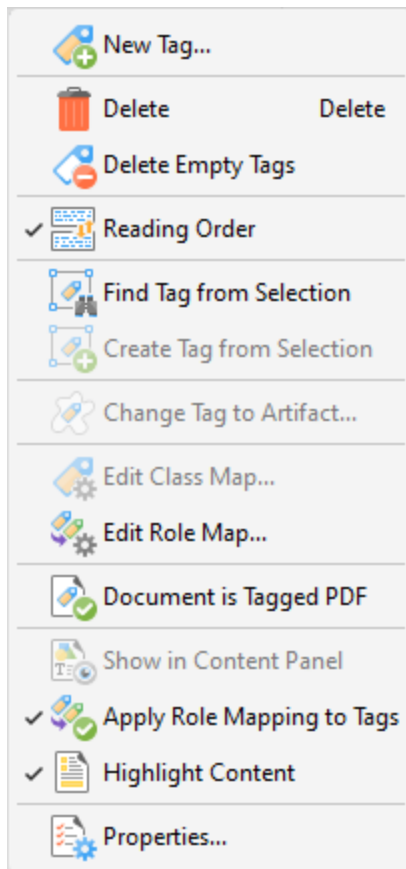 New Tag...
Delete Delete
Delete Empty Tags
Reading Order
Find Tag from Selection
Create Tag from Selection
Change Tag to Artifact...
Edit Class Map...
Edit Role Map...
Document is Tagged PDF
Show in Content Panel
Apply Role Mapping to Tags
Highlight Content
Properties...